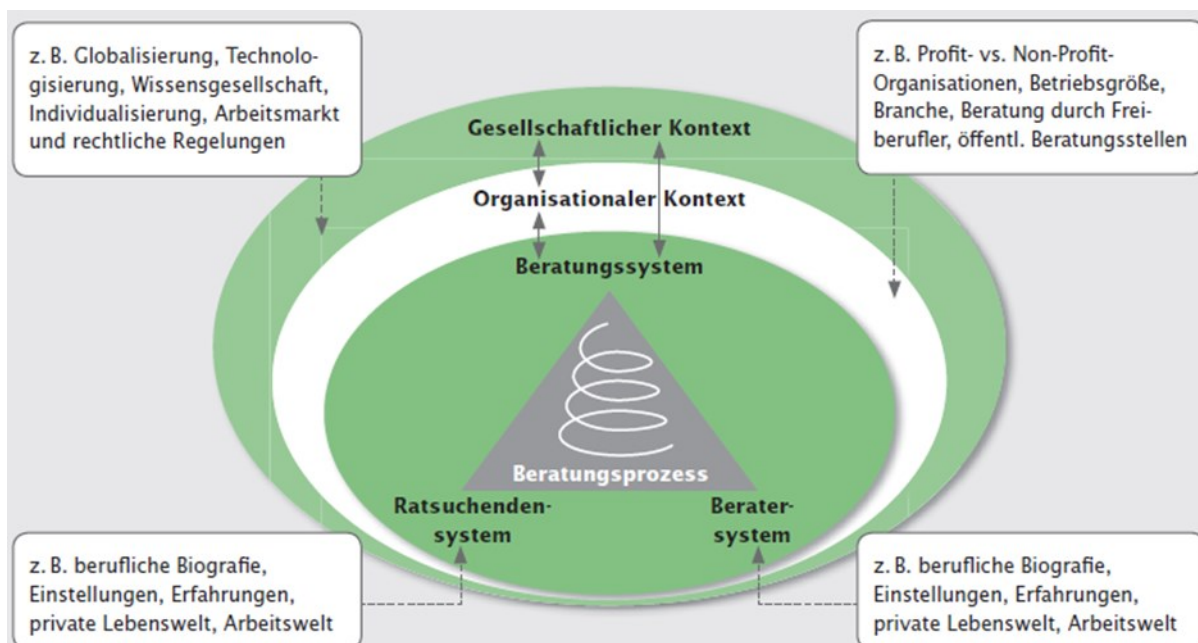 z. B. Globalisierung, Technolo-
gisierung, Wissensgesellschaft,
Individualisierung, Arbeitsmarkt
und rechtliche Regelungen
z. B. Profit- vs. Non-Profit-
Organisationen, Betriebsgröße,
Branche, Beratung durch Frei-
berufler, öffentl. Beratungsstellen
Gesellschaftlicher Kontext
Organisationaler Kontext
Beratungssystem
Beratungsprozess
Ratsuchenden-
system
Berater-
system
z. B. berufliche Biografie,
Einstellungen, Erfahrungen,
private Lebenswelt, Arbeitswelt
z. B. berufliche Biografie,
Einstellungen, Erfahrungen,
private Lebenswelt, Arbeitswelt